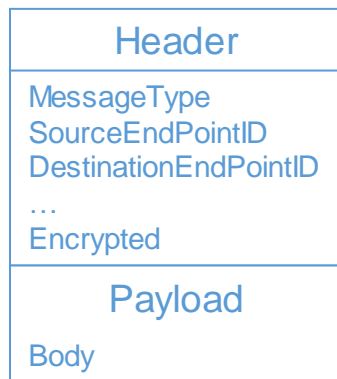 Header
MessageType
SourceEndPointID
DestinationEndPointID
…
Encrypted
Payload
Body